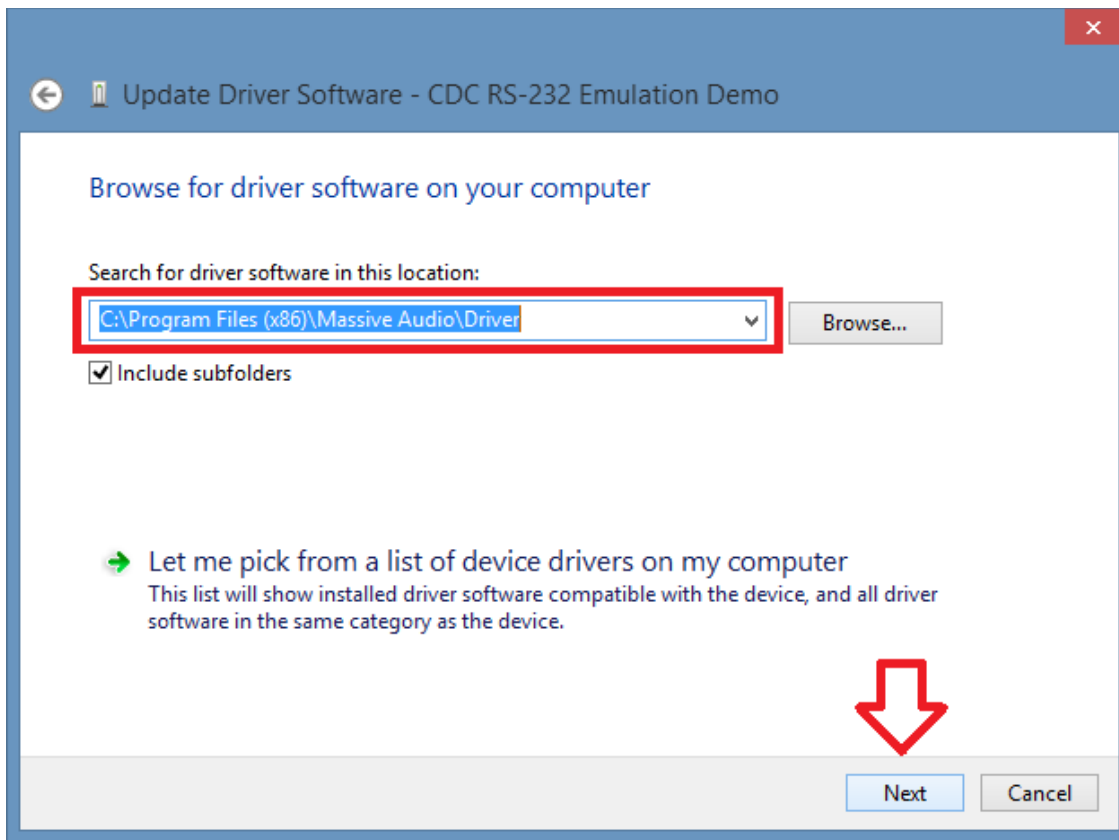 Update Driver Software - CDC RS-232 Emulation Demo
Browse for driver software on your computer
Search for driver software in this location:
C:\Program Files (x86)\Massive Audio\Driver
Browse...
Include subfolders
Let me pick from a list of device drivers on my computer
This list will show installed driver software compatible with the device, and all driver
software in the same category as the device.
Next
Cancel